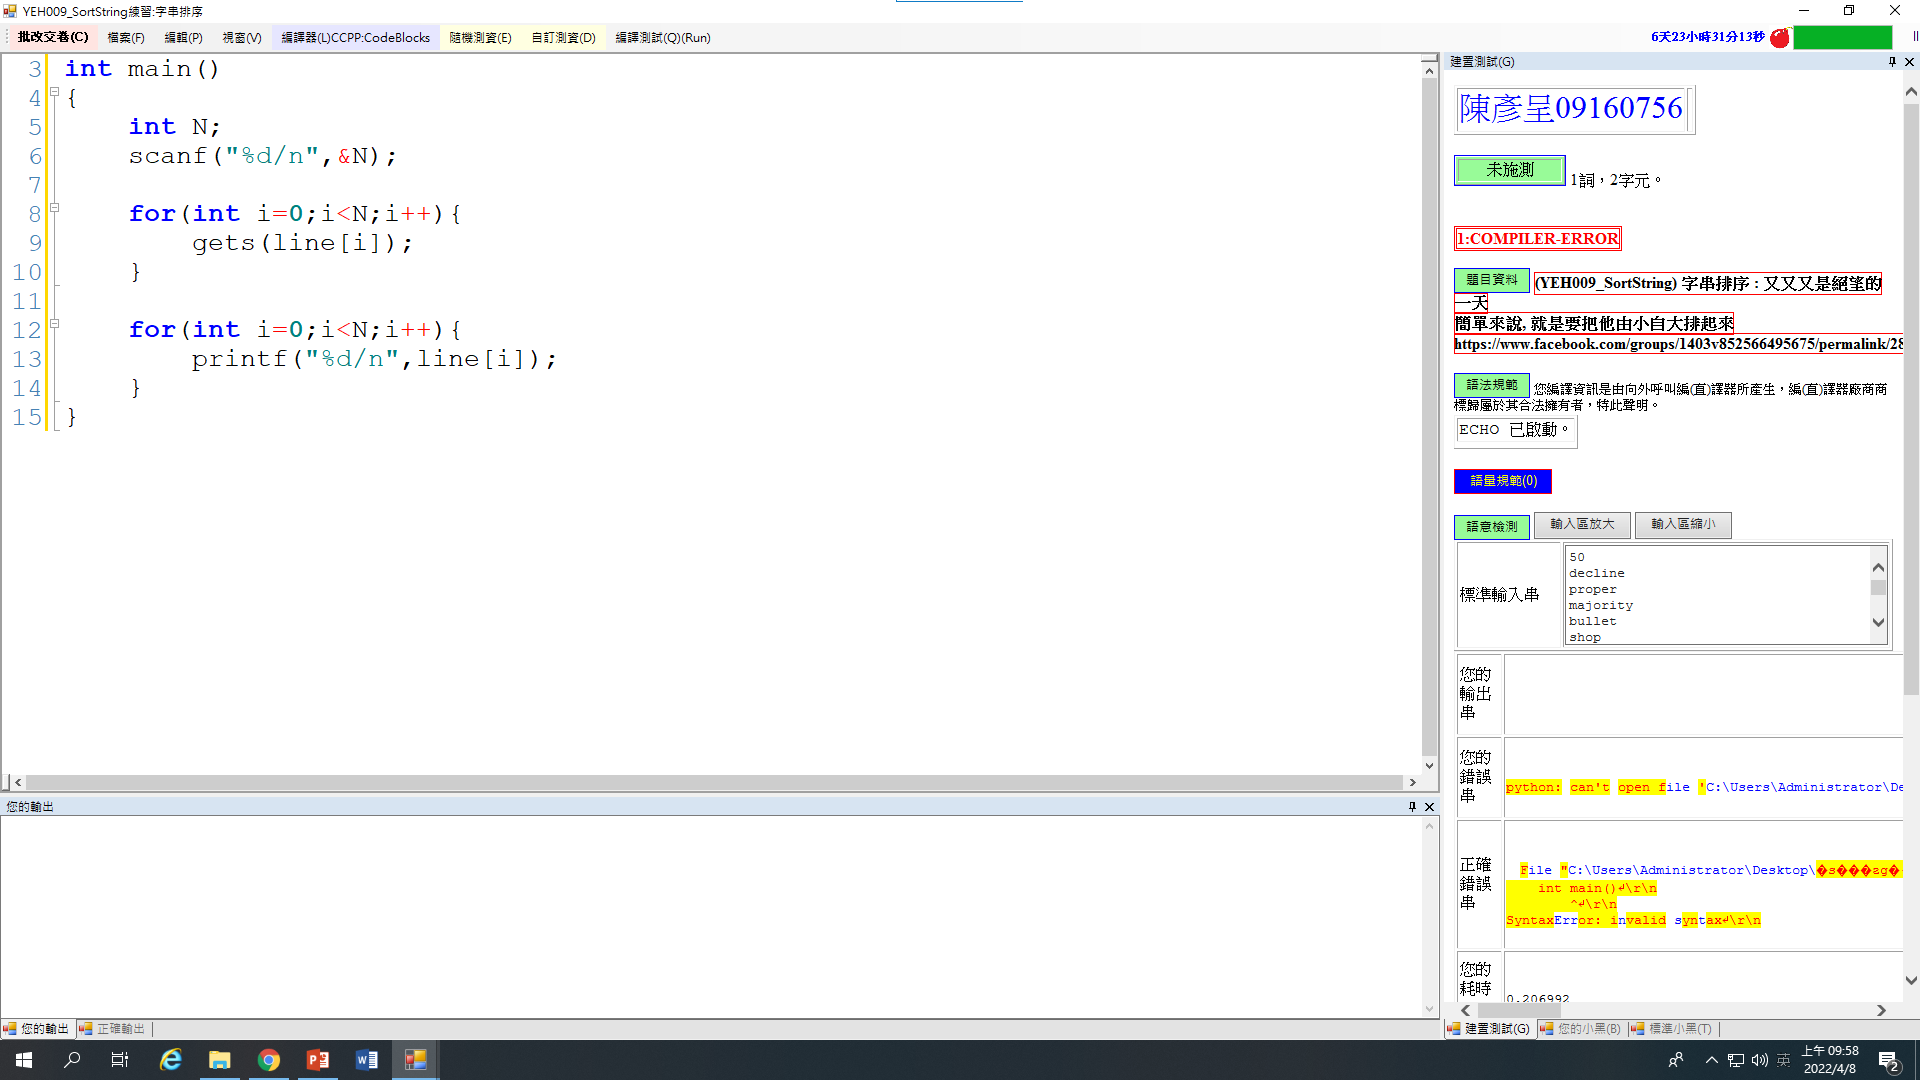 YEH009_SortString練習:字串排序
批改交卷(C) 檔案(F) 編輯(P) 視窗(V) 編譯器(L)CCPP:CodeBlocks 隨機測資(E) 自訂測資(D) 編譯測試(Q)(Run) 6天23小時31分13秒
3 int main()
4 {
5 int N;
6 scanf("%d/n",&N);
7
8 for(int i=0;i<N;i++){
9 gets(line[i]);
10 }
11
12 for(int i=0;i<N;i++){
13 printf("%d/n",line[i]);
14 }
15 }
您的輸出
您的輸出 正確輸出
建置測試(G)
陳彥呈09160756
未施測 1詞，2字元。
1:COMPILER-ERROR
題目資料 (YEH009_SortString) 字串排序 : 又又又是絕望的
一天
簡單來說, 就是要把他由小自大排起來
https://www.facebook.com/groups/1403v852566495675/permalink/28
語法規範 您編譯資訊是由向外呼叫編(直)譯器所產生，編(直)譯器廠商商
標歸屬於其合法擁有者，特此聲明。
ECHO 已啟動。
語量規範(0)
語意檢測 輸入區放大 輸入區縮小
標準輸入串
50
decline
proper
majority
bullet
shop
您的
輸出
串
您的
錯誤
串
python: can't open file 'C:\Users\Administrator\De
正確
錯誤
串
File "C:\Users\Administrator\Desktop\�s���ƨg�
int main()↲\r\n
^↲\r\n
SyntaxError: invalid syntax↲\r\n
您的
耗時
0.206992
建置測試(G) 您的小黑(B) 標準小黑(T)
英 上午 09:58
2022/4/8
2